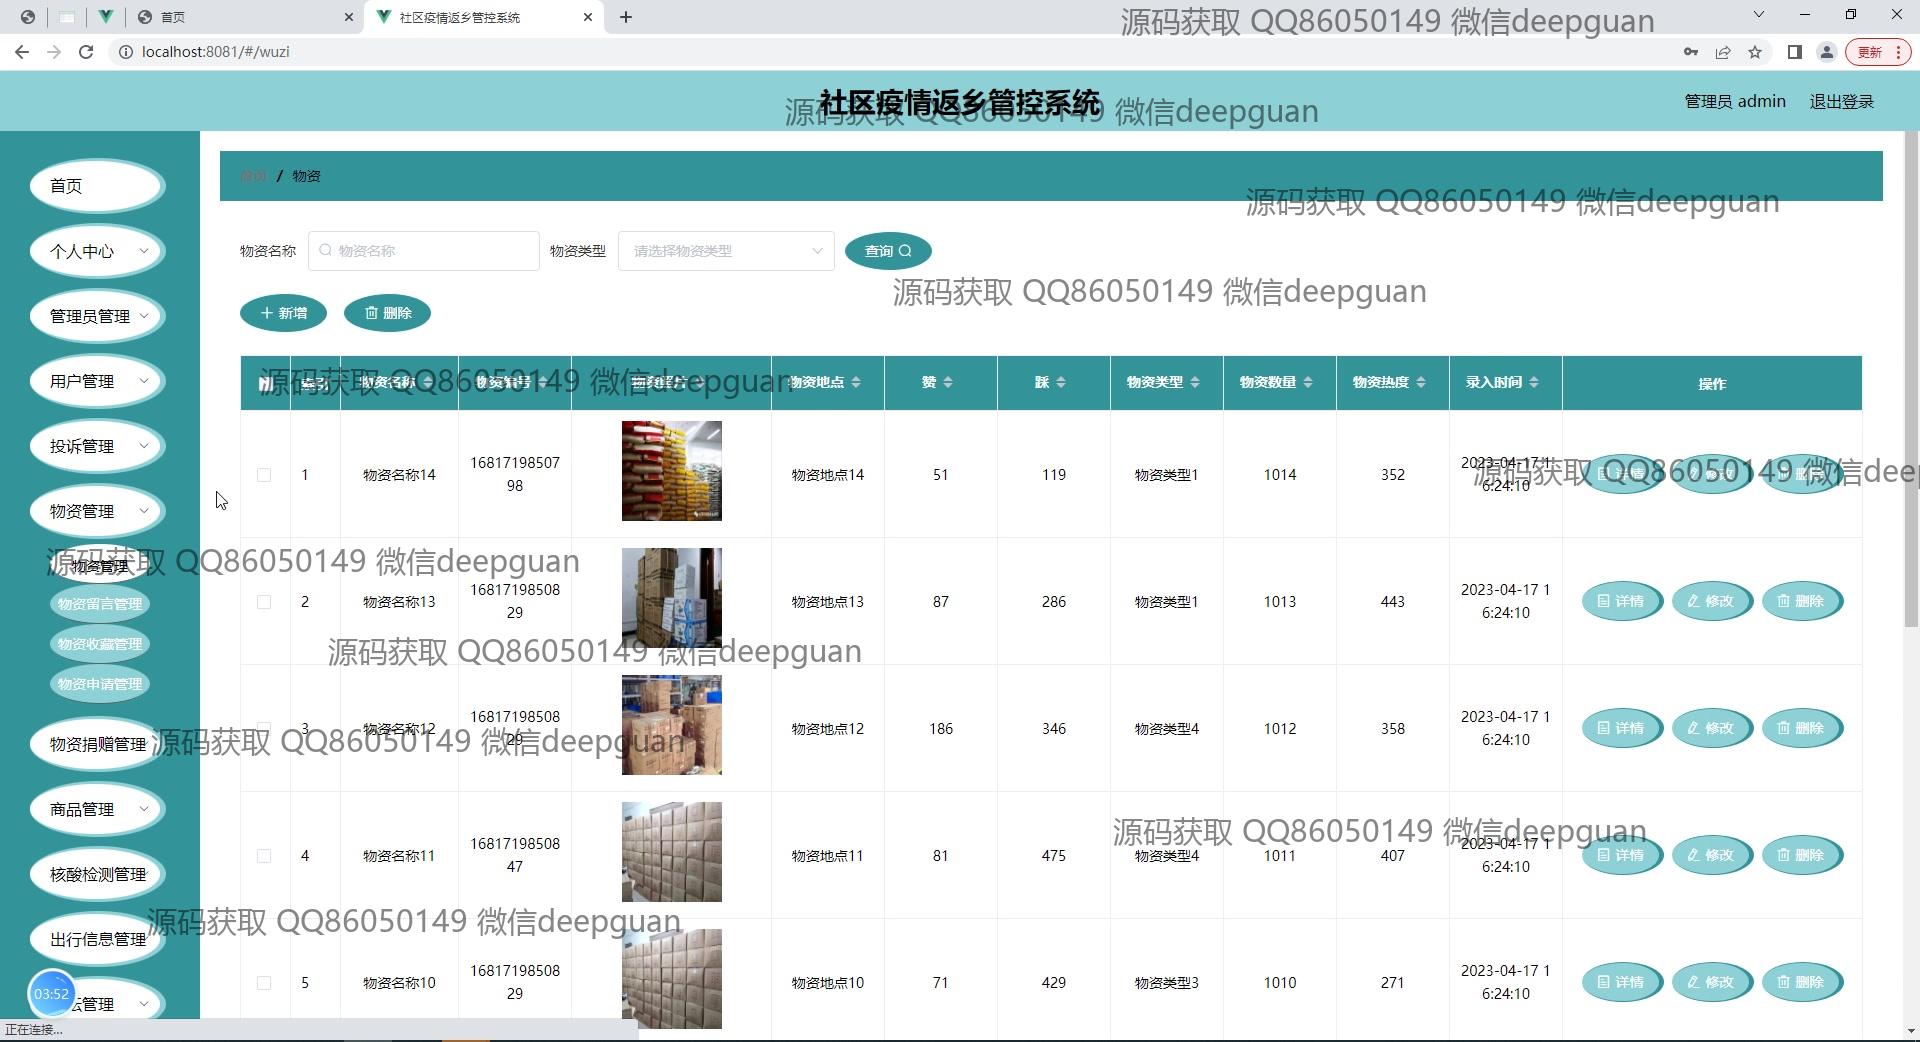 首页
社区疫情返乡管控系统
源码获取 QQ86050149 微信deepguan
localhost:8081/#/wuzi
更新
社区疫情返乡管控系统
源码获取 QQ86050149 微信deepguan
管理员 admin
退出登录
首页 / 物资
源码获取 QQ86050149 微信deepguan
首页
个人中心
管理员管理
用户管理
投诉管理
物资管理
物资管理
物资留言管理
物资收藏管理
物资申请管理
物资捐赠管理
商品管理
核酸检测管理
出行信息管理
坛管理
03:52
正在连接...
物资名称 物资名称 物资类型 请选择物资类型 查询
源码获取 QQ86050149 微信deepguan
新增 删除
索引 物资名称 物资编号 物资照片 物资地点 赞 踩 物资类型 物资数量 物资热度 录入时间 操作
源码获取 QQ86050149 微信deepguan
1 物资名称14 1681719850798 物资地点14 51 119 物资类型1 1014 352 2023-04-17 16:24:10 详情 修改 删除
源码获取 QQ86050149 微信deep
源码获取 QQ86050149 微信deepguan
2 物资名称13 1681719850829 物资地点13 87 286 物资类型1 1013 443 2023-04-17 16:24:10 详情 修改 删除
源码获取 QQ86050149 微信deepguan
3 物资名称12 1681719850829 物资地点12 186 346 物资类型4 1012 358 2023-04-17 16:24:10 详情 修改 删除
源码获取 QQ86050149 微信deepguan
4 物资名称11 1681719850847 物资地点11 81 475 物资类型4 1011 407 2023-04-17 16:24:10 详情 修改 删除
源码获取 QQ86050149 微信deepguan
源码获取 QQ86050149 微信deepguan
5 物资名称10 1681719850829 物资地点10 71 429 物资类型3 1010 271 2023-04-17 16:24:10 详情 修改 删除